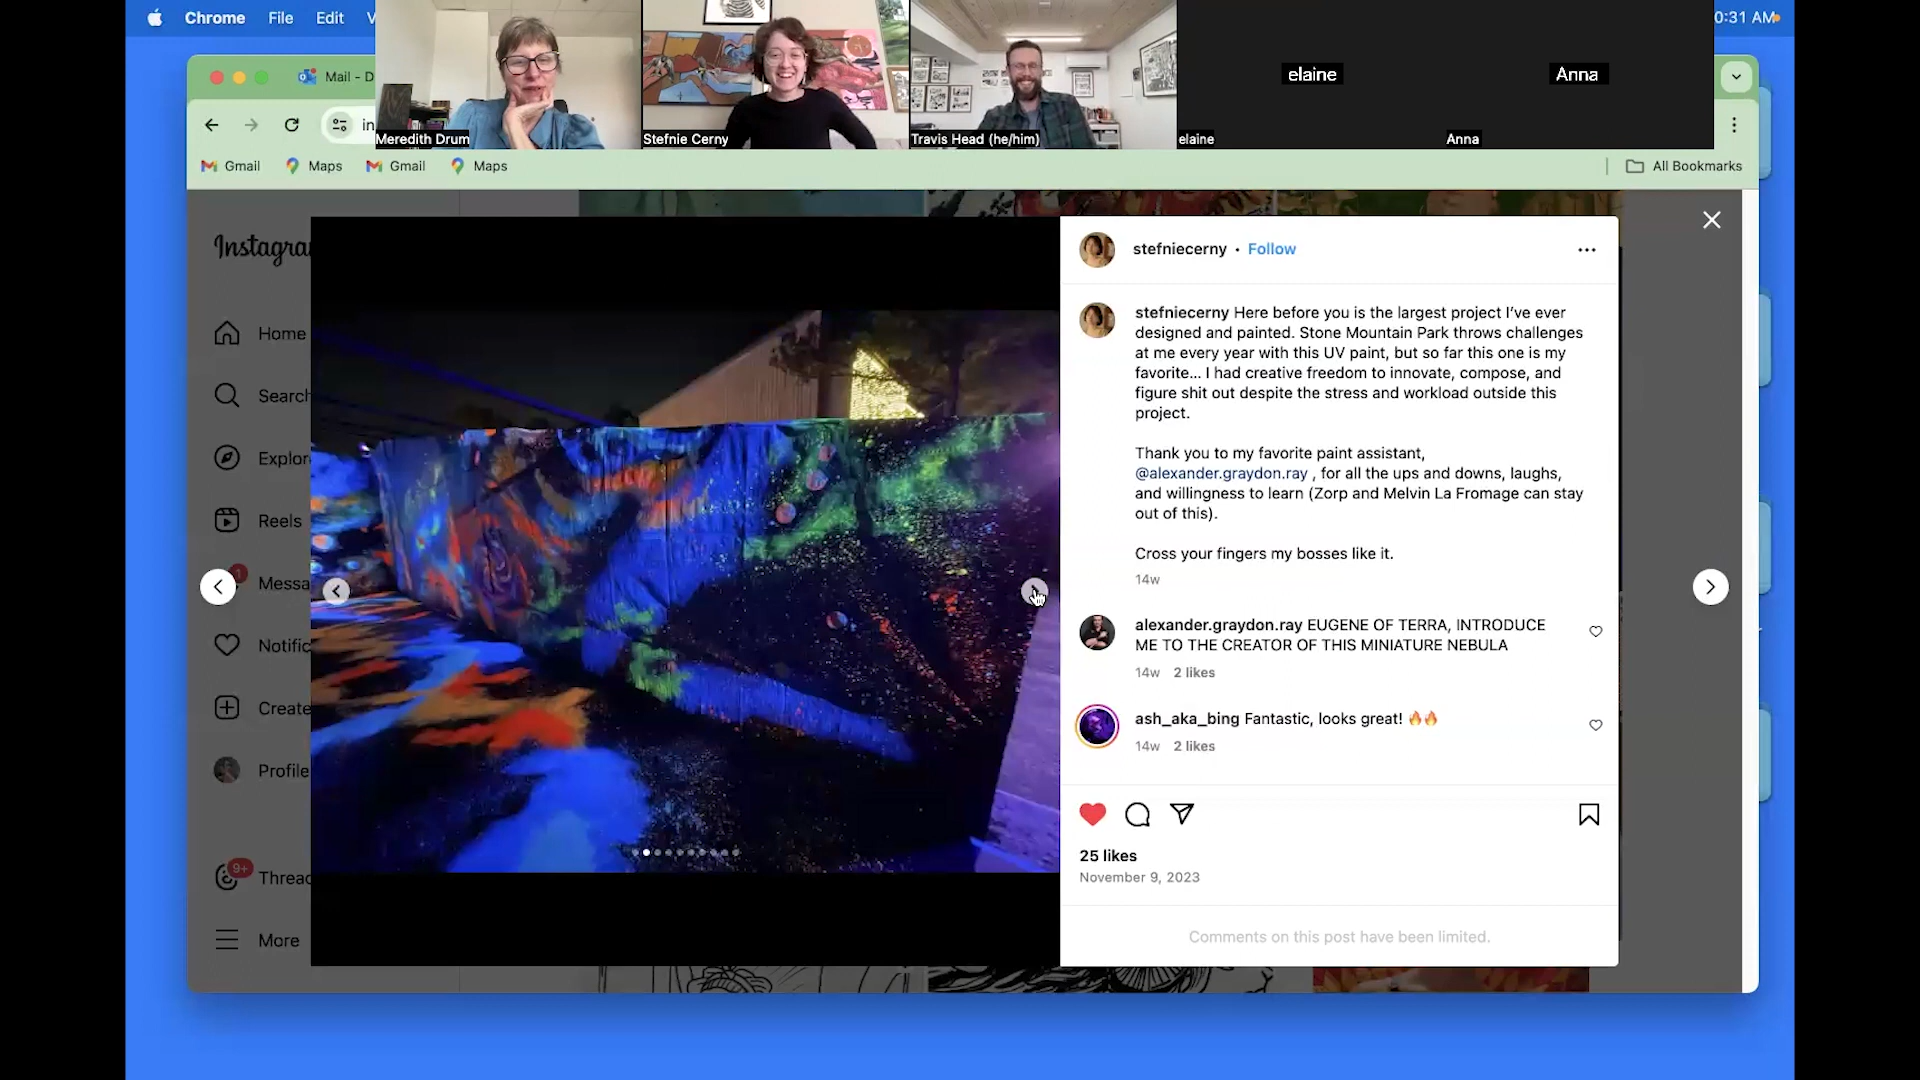 Chrome File Edit
0:31 AM
Mail - D
in
Meredith Drum
Stefnie Cerny
Travis Head (he/him)
elaine
elaine
Anna
Anna
Gmail Maps Gmail Maps
All Bookmarks
Instagra
Home
Search
Explor
Reels
1
Messa
Notific
Create
Profile
9+
Threa
More
stefniecerny • Follow
stefniecerny Here before you is the largest project I've ever
designed and painted. Stone Mountain Park throws challenges
at me every year with this UV paint, but so far this one is my
favorite... I had creative freedom to innovate, compose, and
figure shit out despite the stress and workload outside this
project.
Thank you to my favorite paint assistant,
@alexander.graydon.ray , for all the ups and downs, laughs,
and willingness to learn (Zorp and Melvin La Fromage can stay
out of this).
Cross your fingers my bosses like it.
14w
alexander.graydon.ray EUGENE OF TERRA, INTRODUCE
ME TO THE CREATOR OF THIS MINIATURE NEBULA
14w 2 likes
ash_aka_bing Fantastic, looks great! 🔥🔥
14w 2 likes
25 likes
November 9, 2023
Comments on this post have been limited.